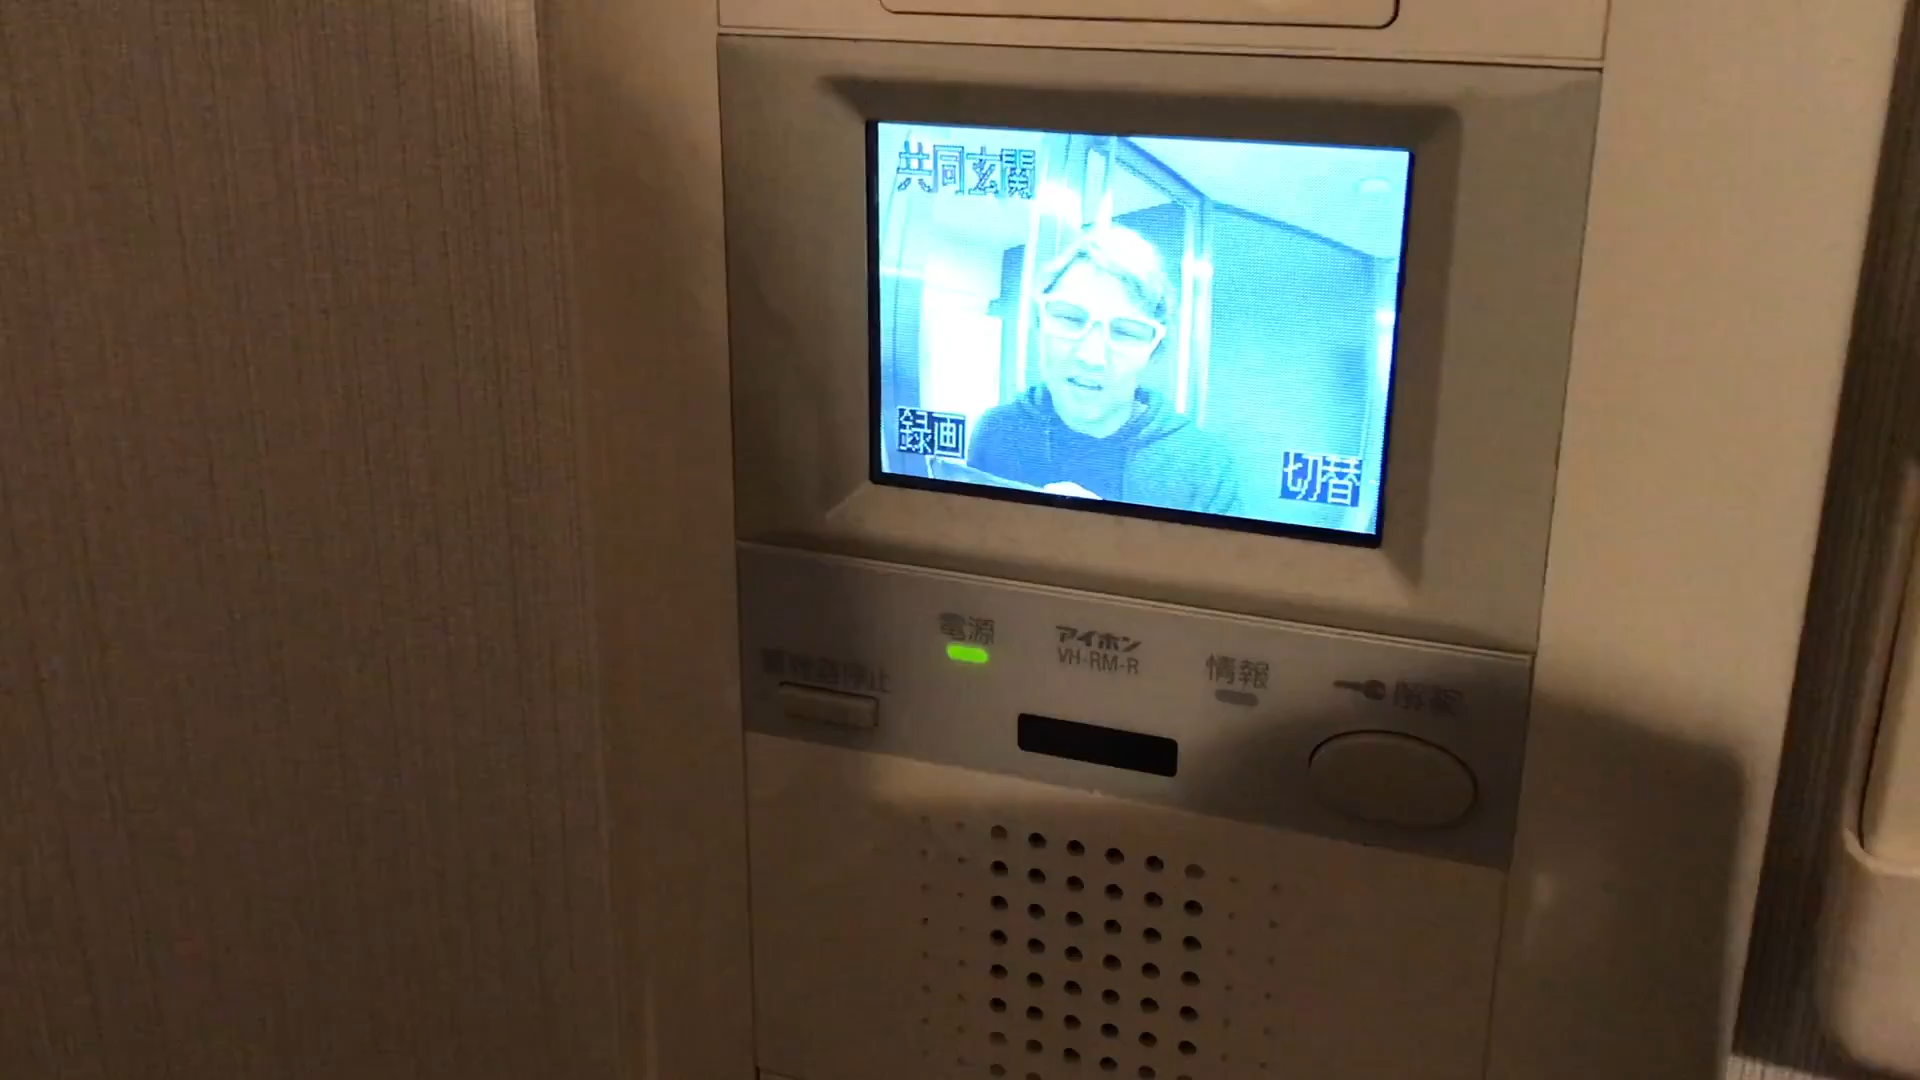 共同玄関
録画
切替
電源
アイホン
VH-RM-R
情報
解錠